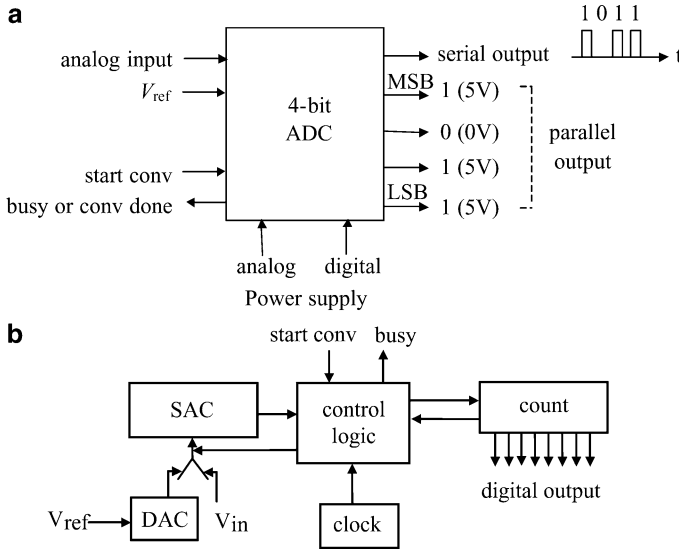 a
1 0 1 1
analog input
serial output
t
MSB
V_ref
1 (5V)
4-bit
ADC
0 (0V)
parallel
output
1 (5V)
start conv
LSB
busy or conv done
1 (5V)
analog digital
Power supply
b
start conv busy
SAC
control
logic
count
digital output
V_ref
DAC
V_in
clock